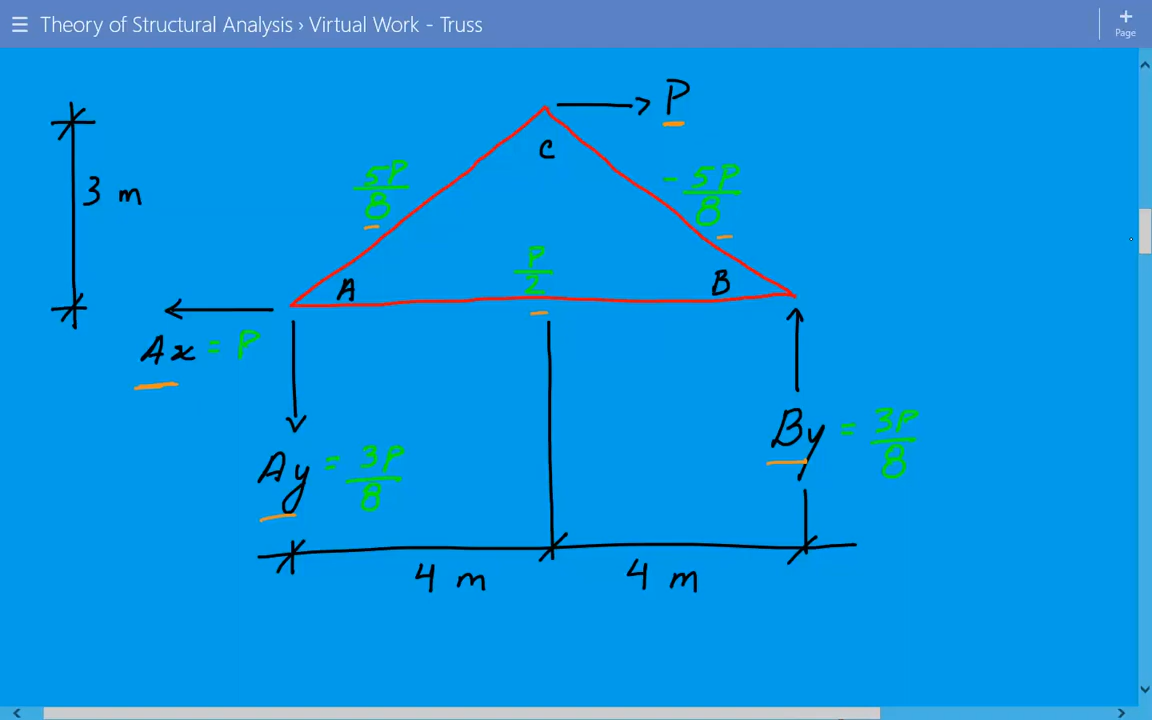 Theory of Structural Analysis › Virtual Work - Truss
Page
P
C
3 m
5P/8
- 5P/8
P/2
A
B
Ax = P
Ay = 3P/8
By = 3P/8
4 m
4 m